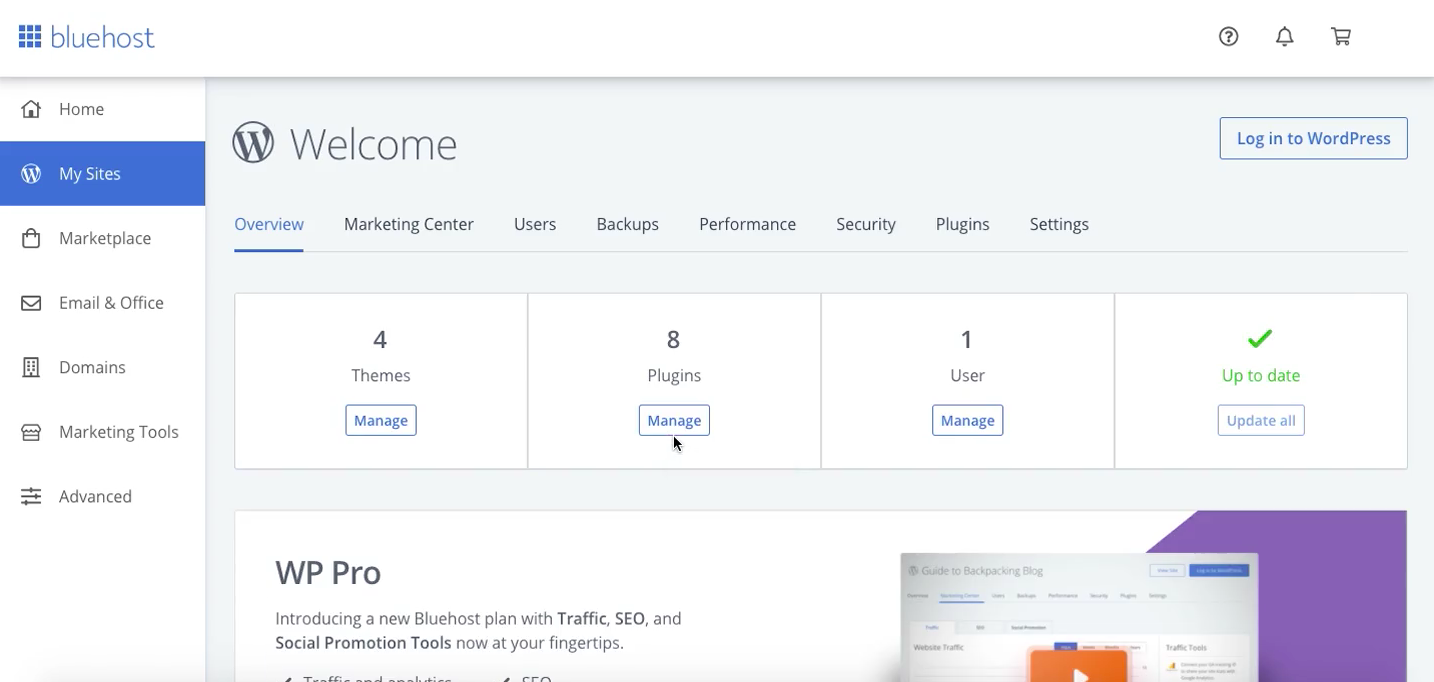 bluehost
Home
My Sites
Marketplace
Email & Office
Domains
Marketing Tools
Advanced
Welcome
Log in to WordPress
Overview Marketing Center Users Backups Performance Security Plugins Settings
4 8 1
Themes Plugins User Up to date
Manage Manage Manage Update all
WP Pro
Introducing a new Bluehost plan with Traffic, SEO, and
Social Promotion Tools now at your fingertips.
Traffic and analytics SEO
Guide to Backpacking Blog View Site Log in to WordPress
Overview Marketing Center Users Backups Performance Security Plugins Settings
Traffic SEO Social Promotion
Website Traffic Traffic Tools